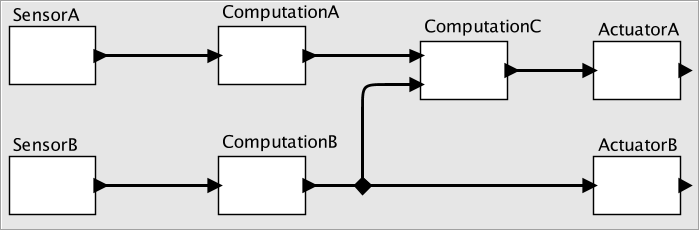 SensorA
ComputationA
ComputationC
ActuatorA
SensorB
ComputationB
ActuatorB